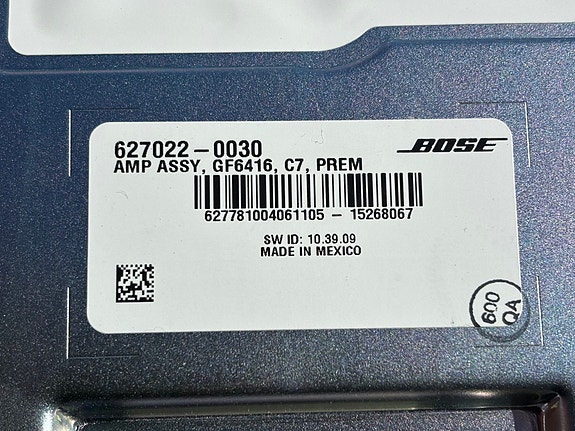 627022-0030
BOSE
AMP ASSY, GF6416, C7, PREM
627781004061105 - 15268067
SW ID: 10.39.09
MADE IN MEXICO
600
QA